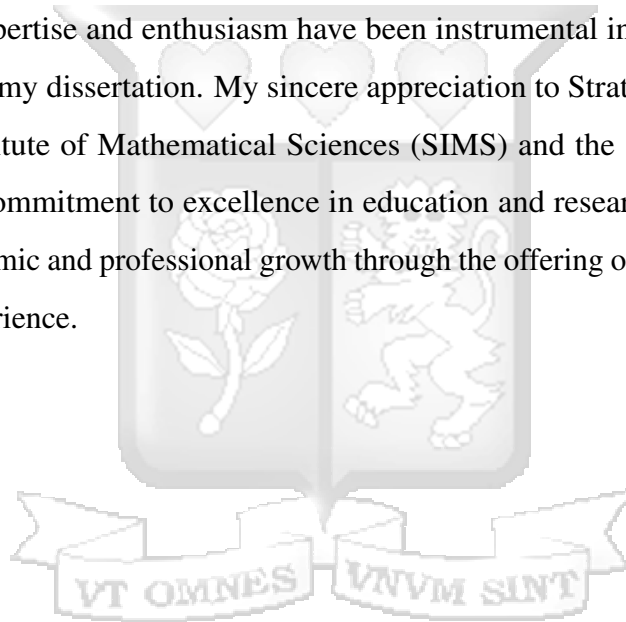 pertise and enthusiasm have been instrumental in
my dissertation. My sincere appreciation to Strat
tute of Mathematical Sciences (SIMS) and the
ommitment to excellence in education and resear
mic and professional growth through the offering o
rience.
VT OMNES VNVM SINT